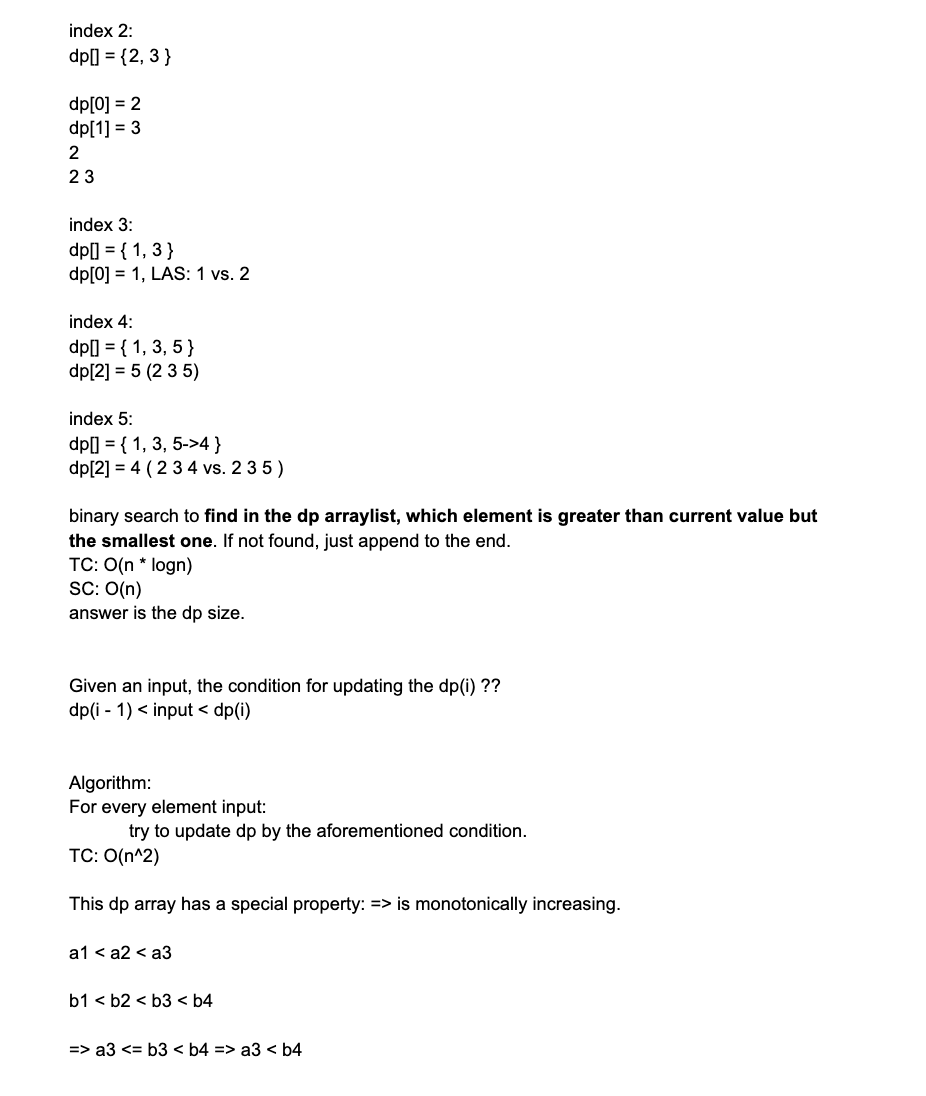 index 2:
dp[] = {2, 3 }
dp[0] = 2
dp[1] = 3
2
2 3
index 3:
dp[] = { 1, 3 }
dp[0] = 1, LAS: 1 vs. 2
index 4:
dp[] = { 1, 3, 5 }
dp[2] = 5 (2 3 5)
index 5:
dp[] = { 1, 3, 5->4 }
dp[2] = 4 ( 2 3 4 vs. 2 3 5 )
binary search to find in the dp arraylist, which element is greater than current value but
the smallest one. If not found, just append to the end.
TC: O(n * logn)
SC: O(n)
answer is the dp size.
Given an input, the condition for updating the dp(i) ??
dp(i - 1) < input < dp(i)
Algorithm:
For every element input:
try to update dp by the aforementioned condition.
TC: O(n^2)
This dp array has a special property: => is monotonically increasing.
a1 < a2 < a3
b1 < b2 < b3 < b4
=> a3 <= b3 < b4 => a3 < b4